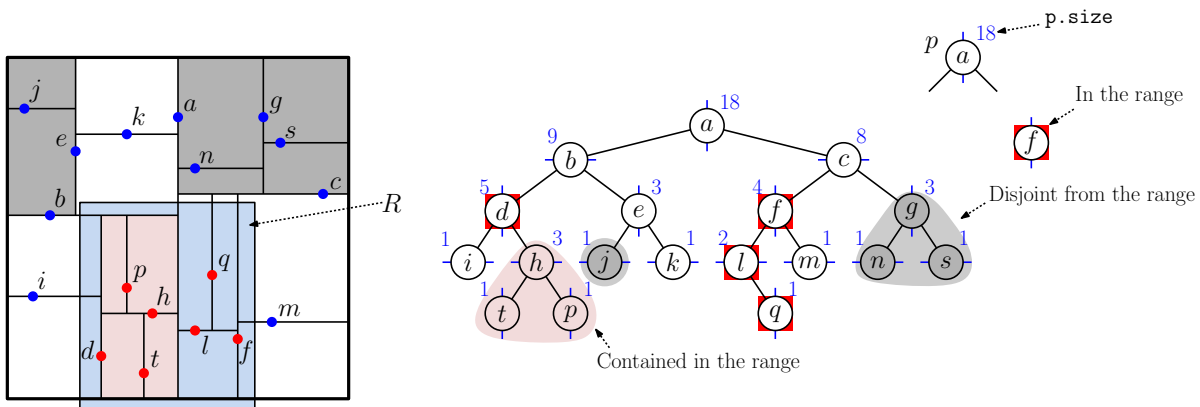 p.size
18
p
a
In the range
f
Disjoint from the range
18
a
9
b
8
c
5
d
3
e
4
f
3
g
1
i
3
h
1
j
1
k
2
l
1
m
1
n
1
s
1
t
1
p
1
q
Contained in the range
j
k
a
g
e
s
n
b
c
R
i
p
q
h
m
d
t
l
f